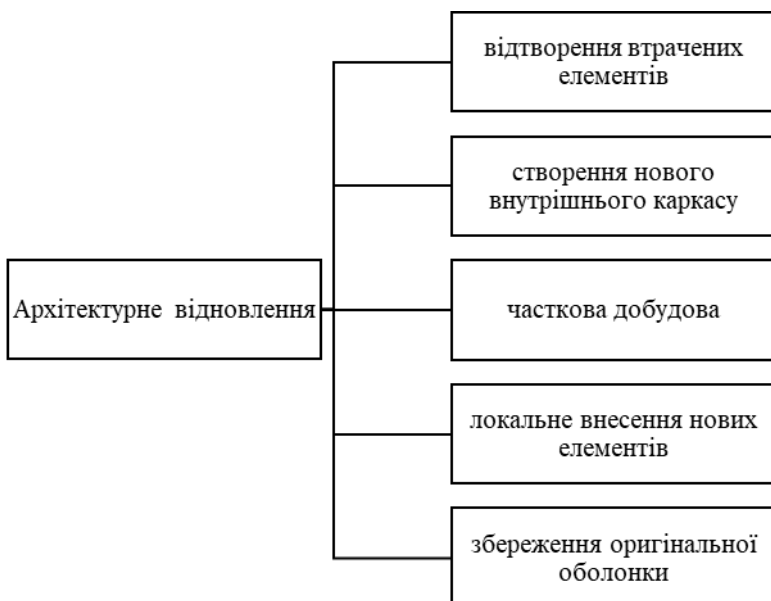 відтворення втрачених
елементів
створення нового
внутрішнього каркасу
Архітектурне відновлення
часткова добудова
локальне внесення нових
елементів
збереження оригінальної
оболонки